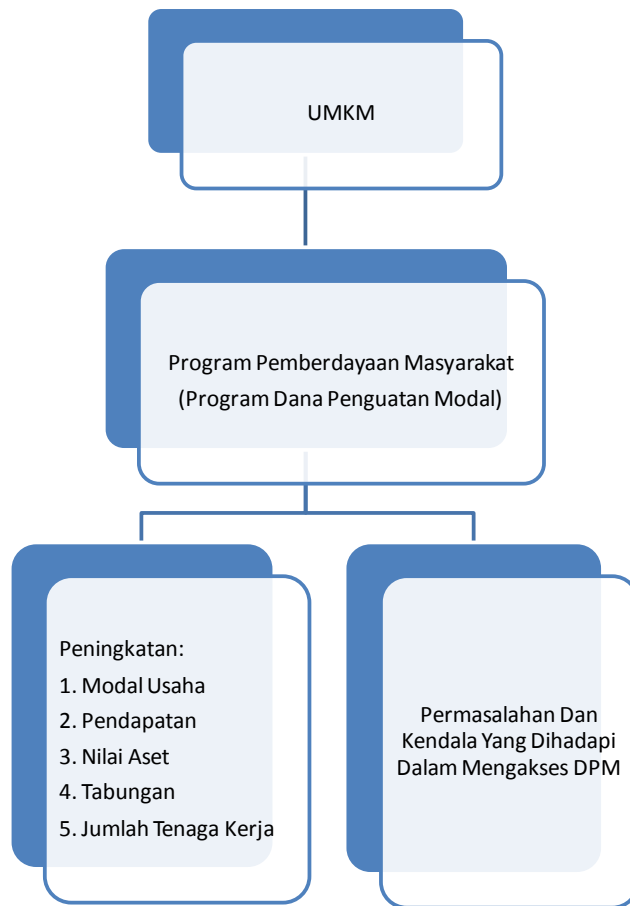 UMKM
Program Pemberdayaan Masyarakat
(Program Dana Penguatan Modal)
Peningkatan:
1. Modal Usaha
2. Pendapatan
3. Nilai Aset
4. Tabungan
5. Jumlah Tenaga Kerja
Permasalahan Dan
Kendala Yang Dihadapi
Dalam Mengakses DPM